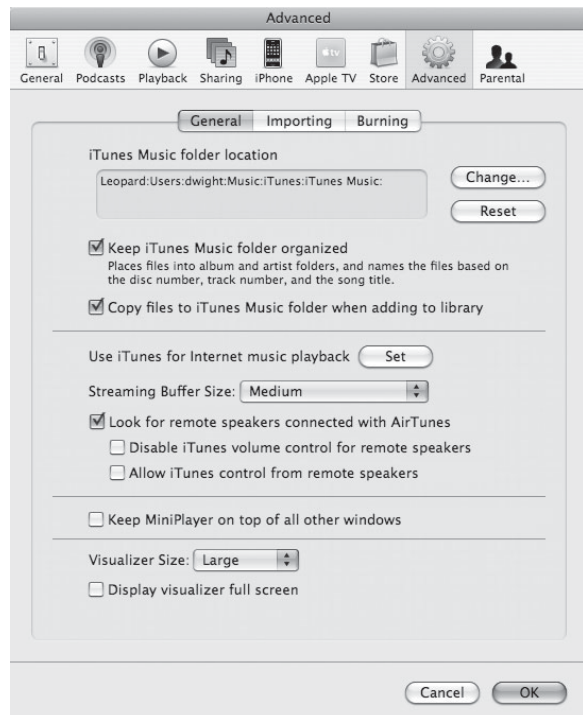 Advanced
General Podcasts Playback Sharing iPhone Apple TV Store Advanced Parental
General Importing Burning
iTunes Music folder location
Leopard:Users:dwight:Music:iTunes:iTunes Music:
Change...
Reset
Keep iTunes Music folder organized
Places files into album and artist folders, and names the files based on
the disc number, track number, and the song title.
Copy files to iTunes Music folder when adding to library
Use iTunes for Internet music playback Set
Streaming Buffer Size: Medium
Look for remote speakers connected with AirTunes
Disable iTunes volume control for remote speakers
Allow iTunes control from remote speakers
Keep MiniPlayer on top of all other windows
Visualizer Size: Large
Display visualizer full screen
Cancel OK